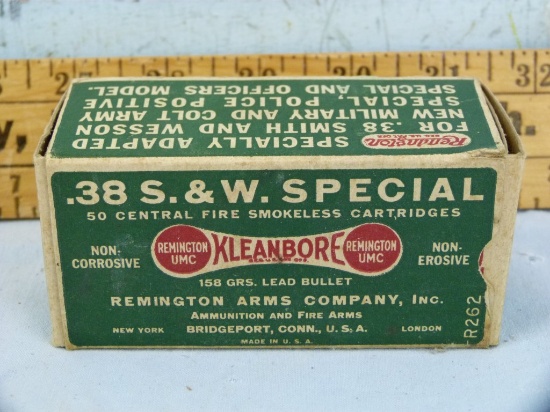 SPECIALLY ADAPTED
FOR .38 SMITH AND WESSON
NEW MILITARY AND COLT ARMY
SPECIAL, POLICE POSITIVE
SPECIAL AND OFFICERS MODEL.
Remington
.38 S. & W. SPECIAL
50 CENTRAL FIRE SMOKELESS CARTRIDGES
NON-
CORROSIVE
REMINGTON
UMC
KLEANBORE
REMINGTON
UMC
NON-
EROSIVE
158 GRS. LEAD BULLET
REMINGTON ARMS COMPANY, INC.
AMMUNITION AND FIRE ARMS
NEW YORK BRIDGEPORT, CONN., U. S. A. LONDON
MADE IN U. S. A.
R262